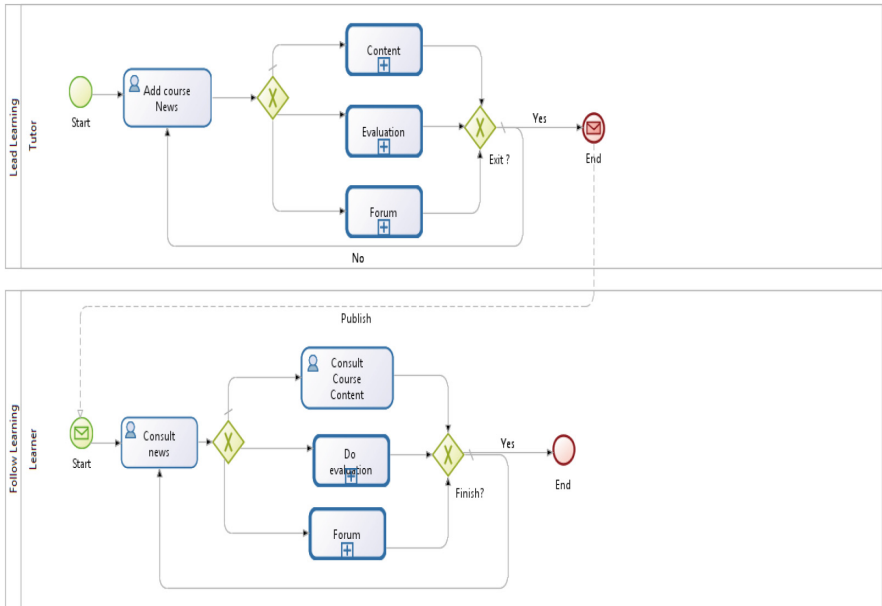 Lead Learning
Tutor
Start
Add course
News
Content
Evaluation
Forum
Exit ?
Yes
No
End
Publish
Follow Learning
Learner
Start
Consult
news
Consult
Course
Content
Do
evaluation
Forum
Finish?
Yes
End